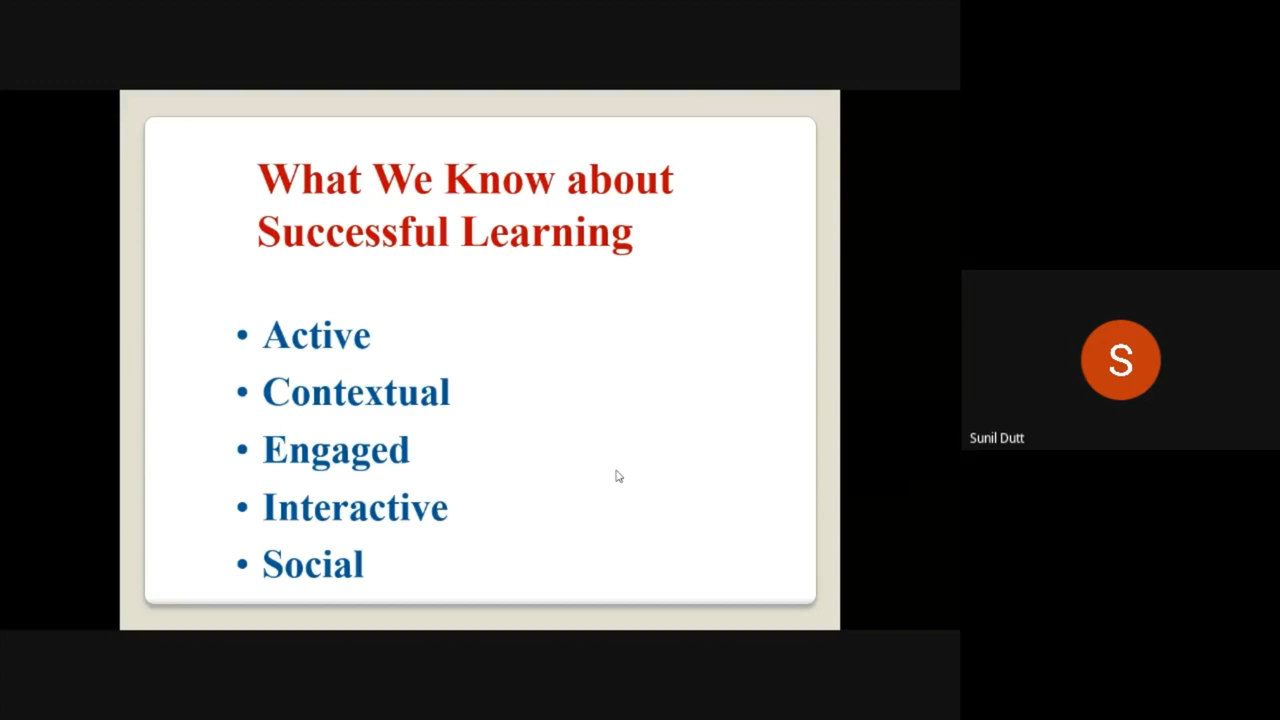 What We Know about
Successful Learning
• Active
• Contextual
• Engaged
• Interactive
• Social
S
Sunil Dutt